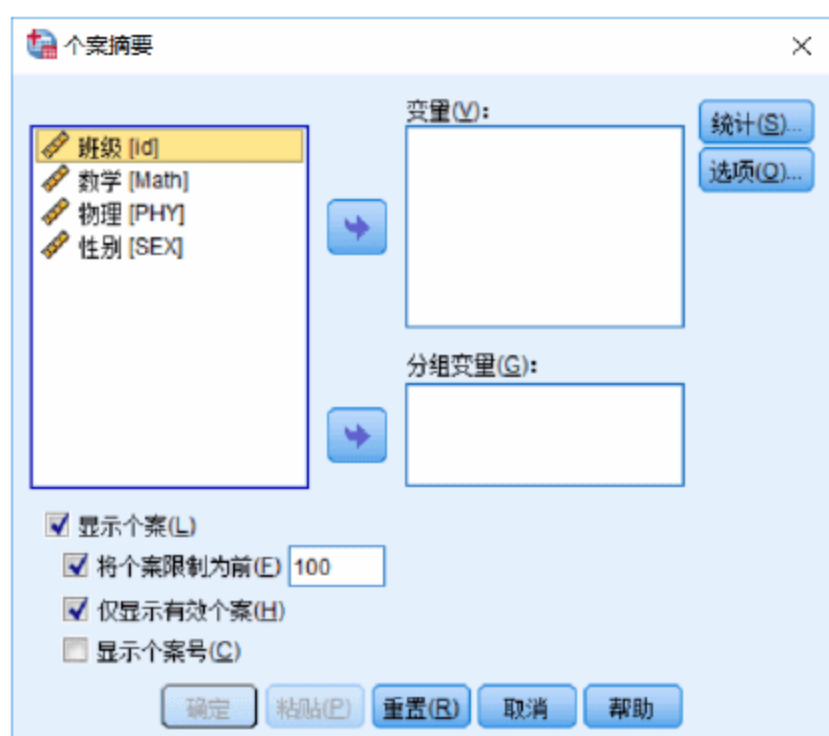 个案摘要
班级 [id]
数学 [Math]
物理 [PHY]
性别 [SEX]
变量(V):
统计(S)...
选项(O)...
分组变量(G):
显示个案(L)
将个案限制为前(F) 100
仅显示有效个案(H)
显示个案号(C)
确定 粘贴(P) 重置(R) 取消 帮助